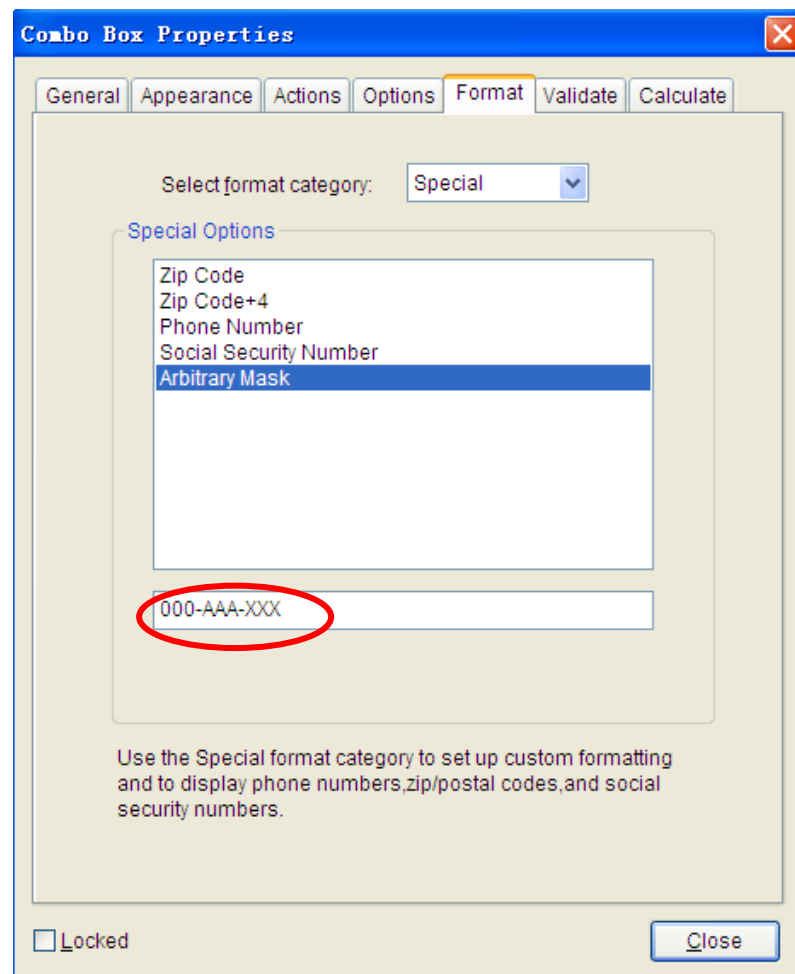 Combo Box Properties
General Appearance Actions Options Format Validate Calculate
Select format category: Special
Special Options
Zip Code
Zip Code+4
Phone Number
Social Security Number
Arbitrary Mask
000-AAA-XXX
Use the Special format category to set up custom formatting
and to display phone numbers,zip/postal codes,and social
security numbers.
Locked Close